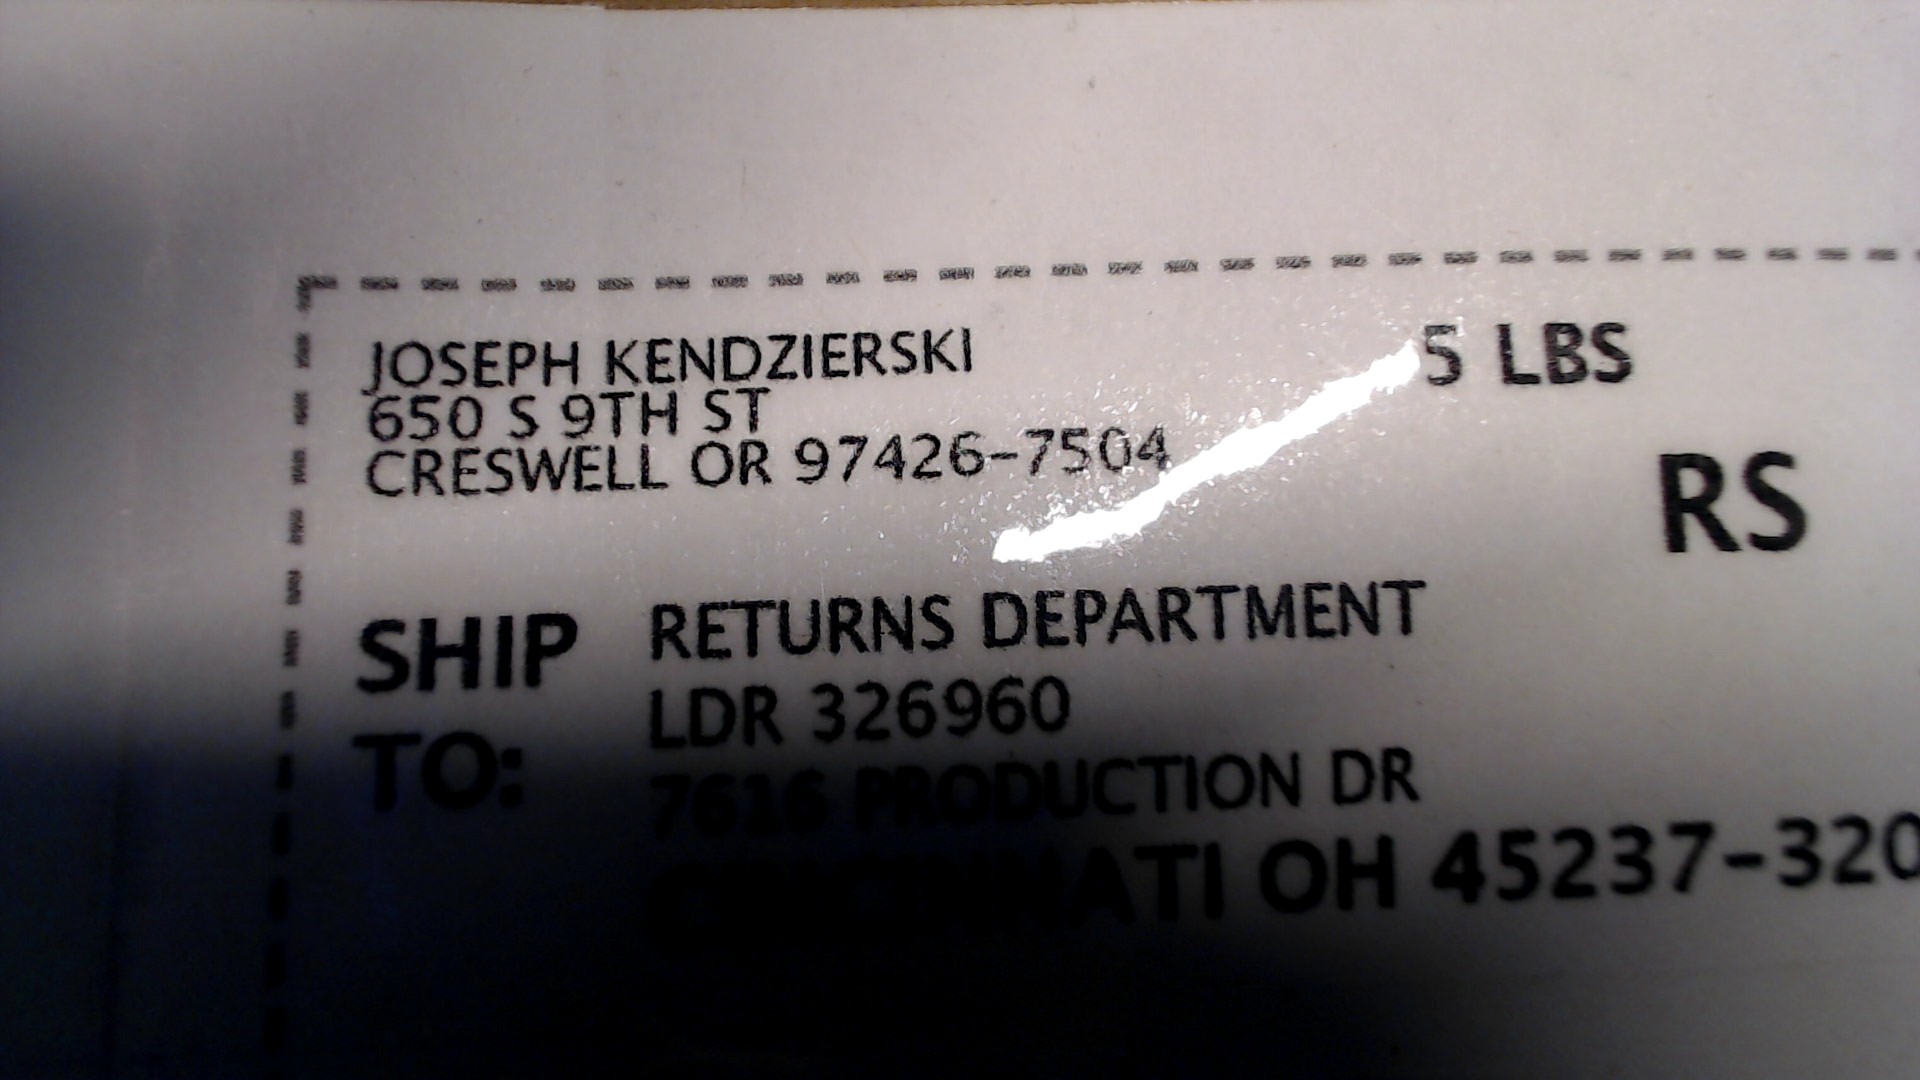 JOSEPH KENDZIERSKI
650 S 9TH ST
CRESWELL OR 97426-7504
5 LBS
RS
SHIP TO:
RETURNS DEPARTMENT
LDR 326960
7616 PRODUCTION DR
CINCINNATI OH 45237-320